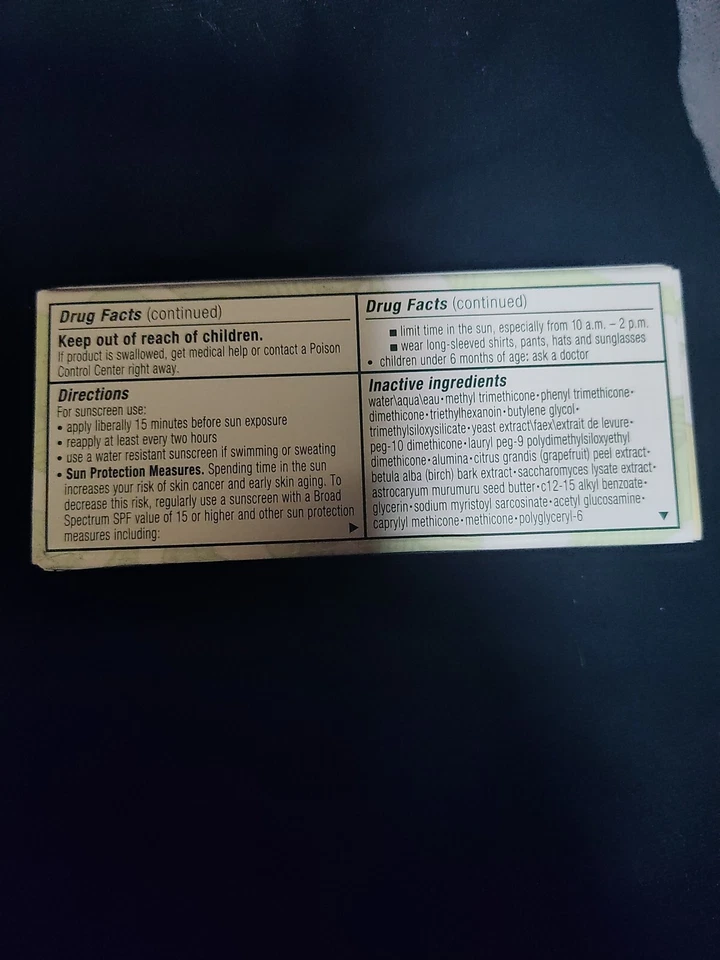 Drug Facts (continued)
Keep out of reach of children.
If product is swallowed, get medical help or contact a Poison
Control Center right away.
Directions
For sunscreen use:
• apply liberally 15 minutes before sun exposure
• reapply at least every two hours
• use a water resistant sunscreen if swimming or sweating
• Sun Protection Measures. Spending time in the sun
increases your risk of skin cancer and early skin aging. To
decrease this risk, regularly use a sunscreen with a Broad
Spectrum SPF value of 15 or higher and other sun protection
measures including:
Drug Facts (continued)
■ limit time in the sun, especially from 10 a.m. – 2 p.m.
■ wear long-sleeved shirts, pants, hats and sunglasses
• children under 6 months of age: ask a doctor
Inactive ingredients
water\aqua\eau • methyl trimethicone • phenyl trimethicone •
dimethicone • triethylhexanoin • butylene glycol •
trimethylsiloxysilicate • yeast extract\faex\extrait de levure •
peg-10 dimethicone • lauryl peg-9 polydimethylsiloxyethyl
dimethicone • alumina • citrus grandis (grapefruit) peel extract •
betula alba (birch) bark extract • saccharomyces lysate extract •
astrocaryum murumuru seed butter • c12-15 alkyl benzoate •
glycerin • sodium myristoyl sarcosinate • acetyl glucosamine •
caprylyl methicone • methicone • polyglyceryl-6